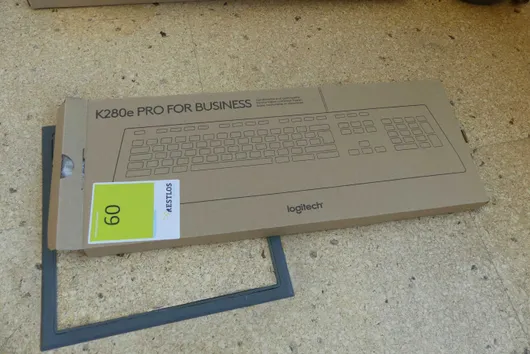 K280e PRO FOR BUSINESS
logitech
60
RESTLOS